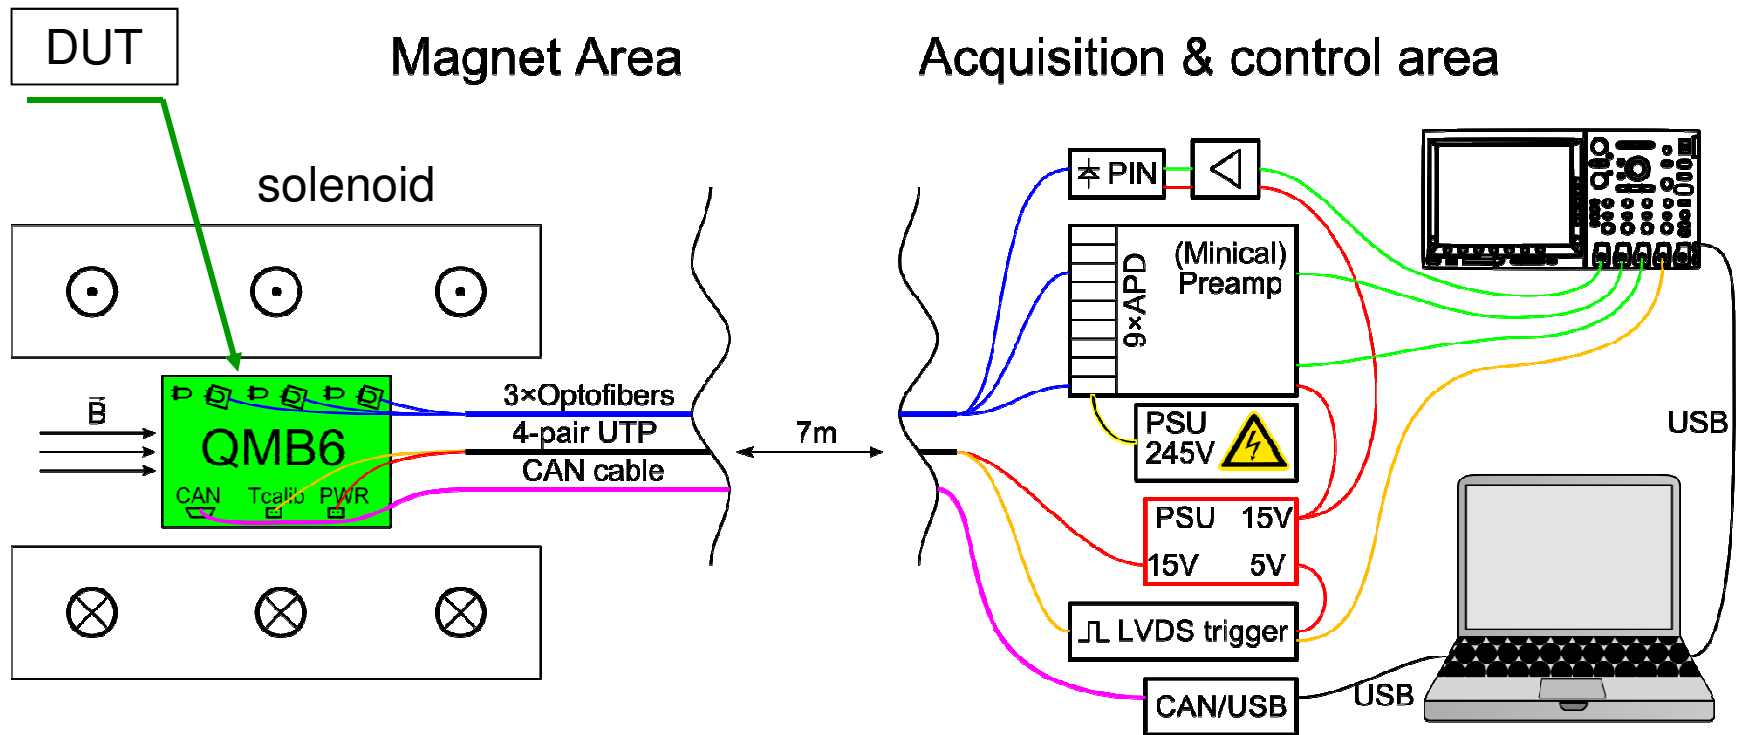 DUT
Magnet Area
Acquisition & control area
solenoid
PIN
(Minical)
Preamp
9×APD
B
QMB6
CAN Tcalib PWR
3×Optofibers
4-pair UTP
CAN cable
7m
PSU
245V
USB
PSU 15V
15V 5V
LVDS trigger
CAN/USB
USB